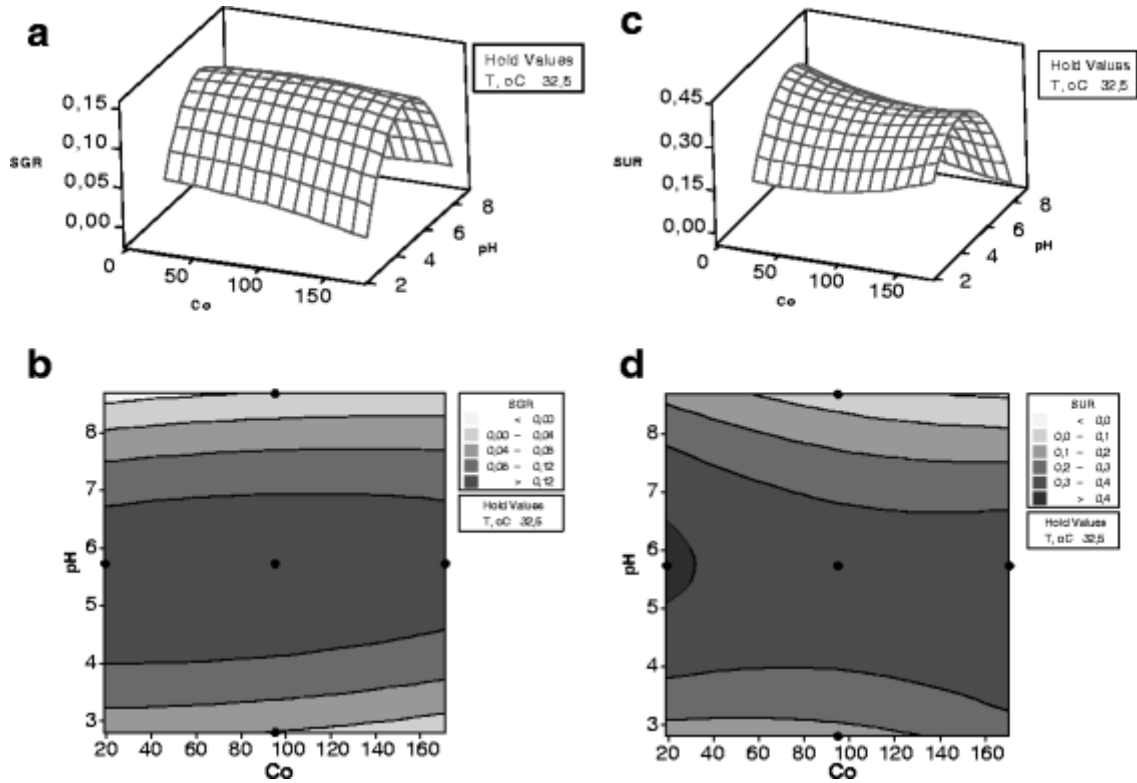 a
Hold Values
T, oC 32,5
0,15
0,10
SGR
0,05
0,00
0
50
100
150
Co
2
4
6
8
pH
c
Hold Values
T, oC 32,5
0,45
0,30
SUR
0,15
0,00
0
50
100
150
Co
2
4
6
8
pH
b
8
7
6
pH
5
4
3
20 40 60 80 100 120 140 160
Co
SGR
< 0,00
0,00 – 0,04
0,04 – 0,08
0,08 – 0,12
> 0,12
Hold Values
T, oC 32,5
d
8
7
6
pH
5
4
3
20 40 60 80 100 120 140 160
Co
SUR
< 0,0
0,0 – 0,1
0,1 – 0,2
0,2 – 0,3
0,3 – 0,4
> 0,4
Hold Values
T, oC 32,5